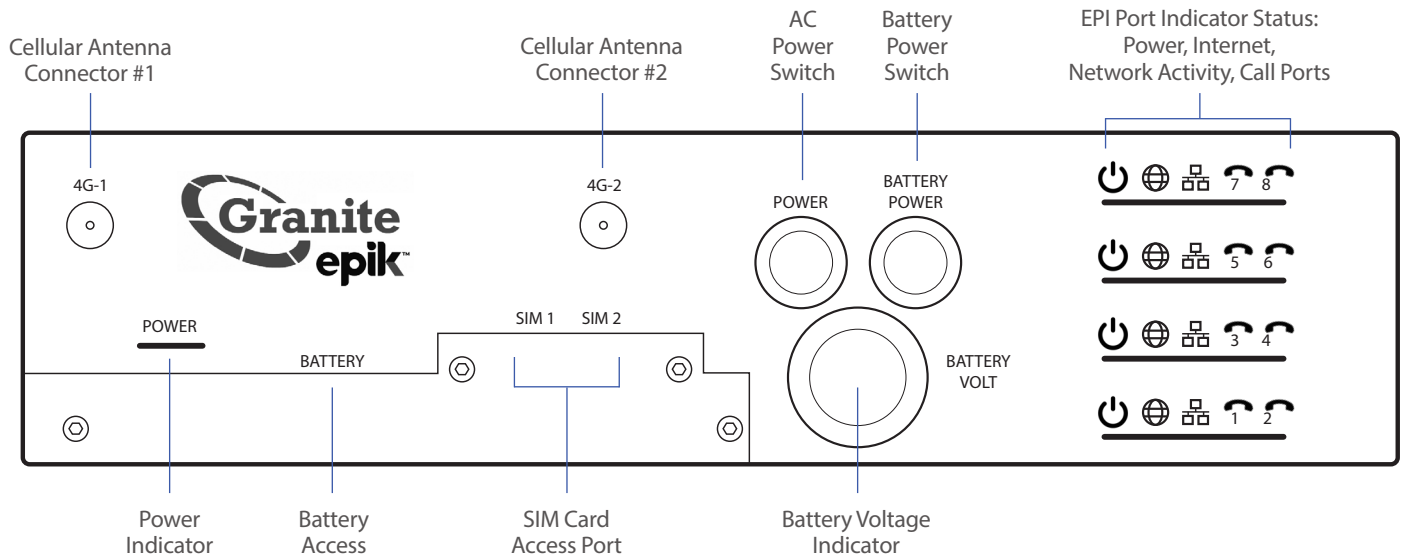 Cellular Antenna
Connector #1
Cellular Antenna
Connector #2
AC
Power
Switch
Battery
Power
Switch
EPI Port Indicator Status:
Power, Internet,
Network Activity, Call Ports
4G-1
Granite
epik™
4G-2
POWER
BATTERY
POWER
7 8
5 6
3 4
1 2
POWER
BATTERY
SIM 1 SIM 2
BATTERY
VOLT
Power
Indicator
Battery
Access
SIM Card
Access Port
Battery Voltage
Indicator